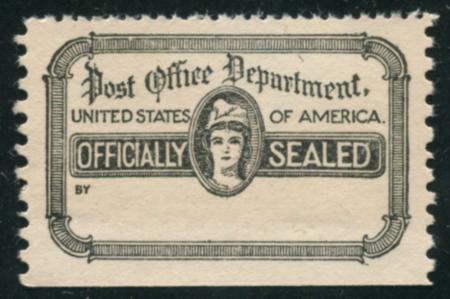 Post Office Department,
UNITED STATES OF AMERICA.
OFFICIALLY SEALED
BY